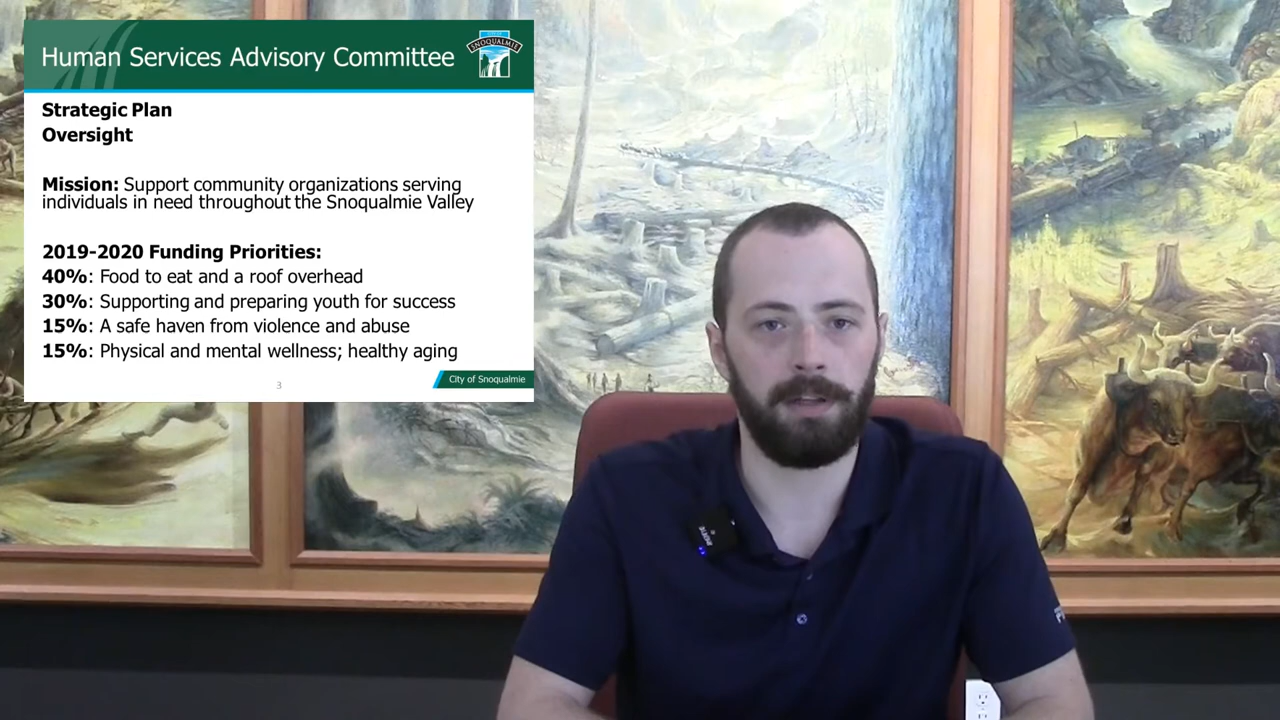 Human Services Advisory Committee
SNOQUALMIE
Strategic Plan
Oversight
Mission: Support community organizations serving
individuals in need throughout the Snoqualmie Valley
2019-2020 Funding Priorities:
40%: Food to eat and a roof overhead
30%: Supporting and preparing youth for success
15%: A safe haven from violence and abuse
15%: Physical and mental wellness; healthy aging
3
City of Snoqualmie